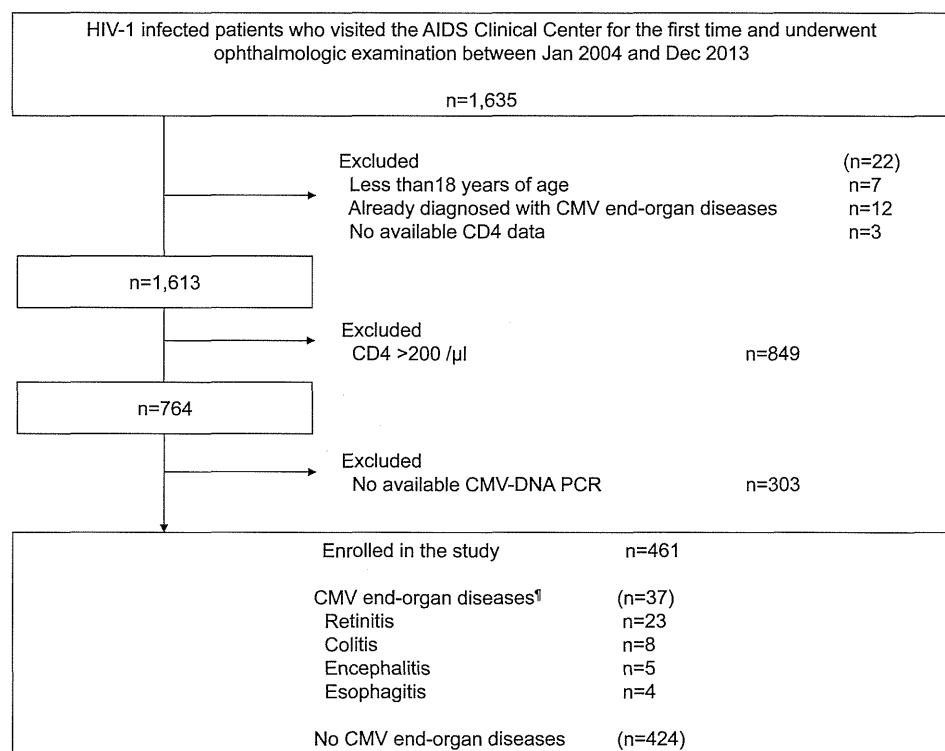 HIV-1 infected patients who visited the AIDS Clinical Center for the first time and underwent
ophthalmologic examination between Jan 2004 and Dec 2013
n=1,635
Excluded (n=22)
Less than18 years of age n=7
Already diagnosed with CMV end-organ diseases n=12
No available CD4 data n=3
n=1,613
Excluded
CD4 >200 /µl n=849
n=764
Excluded
No available CMV-DNA PCR n=303
Enrolled in the study n=461
CMV end-organ diseases¶ (n=37)
Retinitis n=23
Colitis n=8
Encephalitis n=5
Esophagitis n=4
No CMV end-organ diseases (n=424)